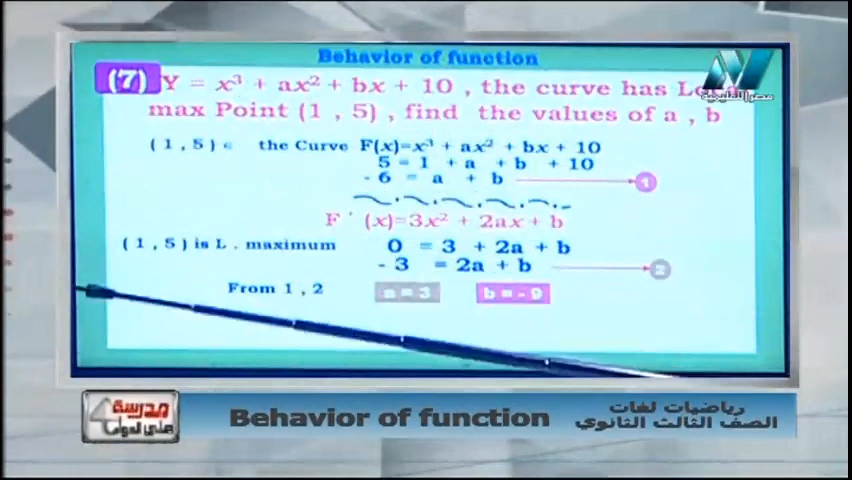 Behavior of function
(7) Y = x³ + ax² + bx + 10 , the curve has
max Point (1 , 5) , find the values of a , b
مصر التعليمية
(1 , 5) ∈ the Curve F(x)=x³ + ax² + bx + 10
5 = 1 + a + b + 10
- 6 = a + b 1
F ' (x)=3x² + 2ax + b
(1 , 5) is L . maximum 0 = 3 + 2a + b
- 3 = 2a + b 2
From 1 , 2 a = 3 b = - 9
مدرسة
على الهواء
Behavior of function
رياضيات لغات
الصف الثالث الثانوي